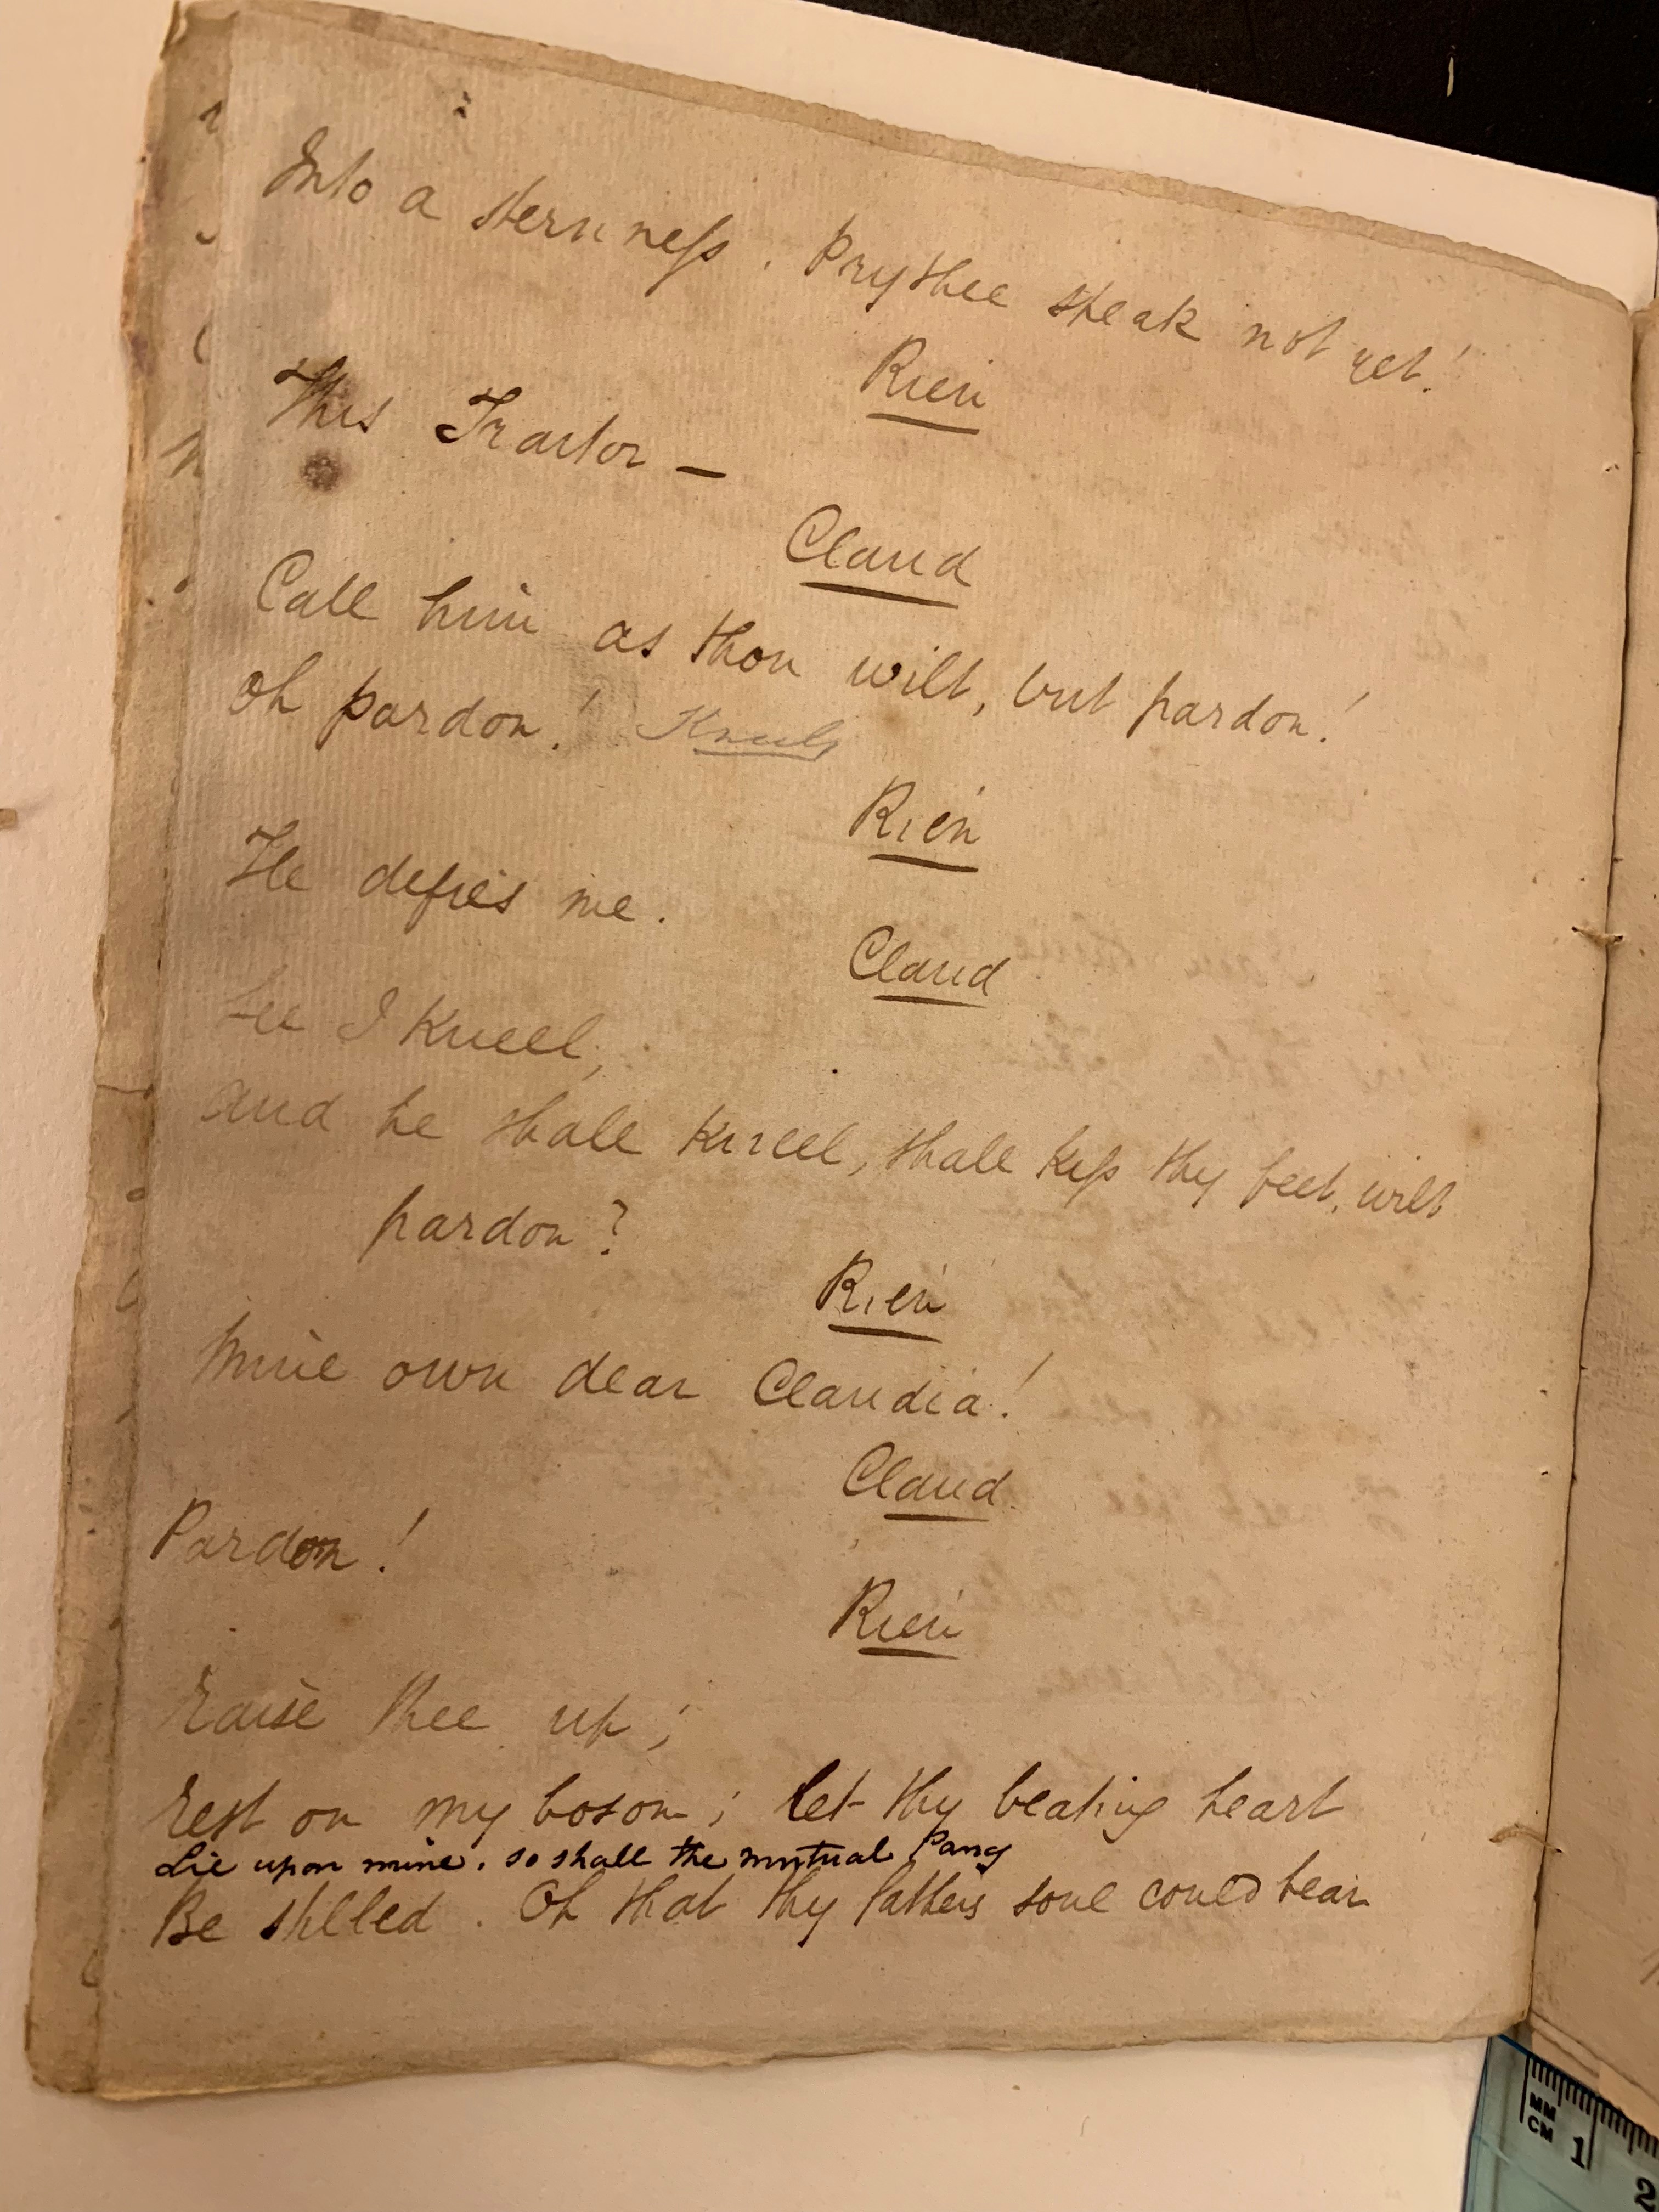 Into a sternness. Prythee speak not yet!
Rien
This Traitor —
Claud
Call him as thou wilt, but pardon!
Oh pardon! Kneels
Rien
He defies me.
Claud
See I kneel,
And he shall kneel, shall kiss thy feet, wilt
pardon?
Rien
Mine own dear Claudia!
Claud
Pardon!
Rien
Raise thee up;
Rest on my bosom; let thy beating heart
Lie upon mine. so shall the mutual Pang
Be stilled. Oh that thy fathers soul could bear
MM
CM 1 2